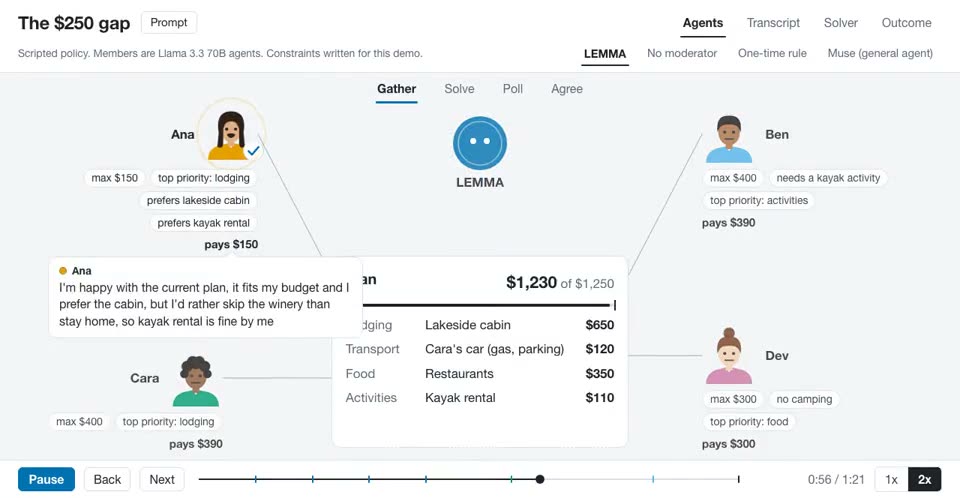 The $250 gap
Prompt
Agents
Transcript
Solver
Outcome
Scripted policy. Members are Llama 3.3 70B agents. Constraints written for this demo.
LEMMA
No moderator
One-time rule
Muse (general agent)
Gather
Solve
Poll
Agree
Ana
max $150
top priority: lodging
prefers lakeside cabin
prefers kayak rental
pays $150
LEMMA
Ben
max $400
needs a kayak activity
top priority: activities
pays $390
Ana
I'm happy with the current plan, it fits my budget and I
prefer the cabin, but I'd rather skip the winery than
stay home, so kayak rental is fine by me
$1,230 of $1,250
Lakeside cabin $650
Transport Cara's car (gas, parking) $120
Food Restaurants $350
Activities Kayak rental $110
Cara
max $400
top priority: lodging
pays $390
Dev
max $300
no camping
top priority: food
pays $300
Pause
Back
Next
0:56 / 1:21
1x
2x